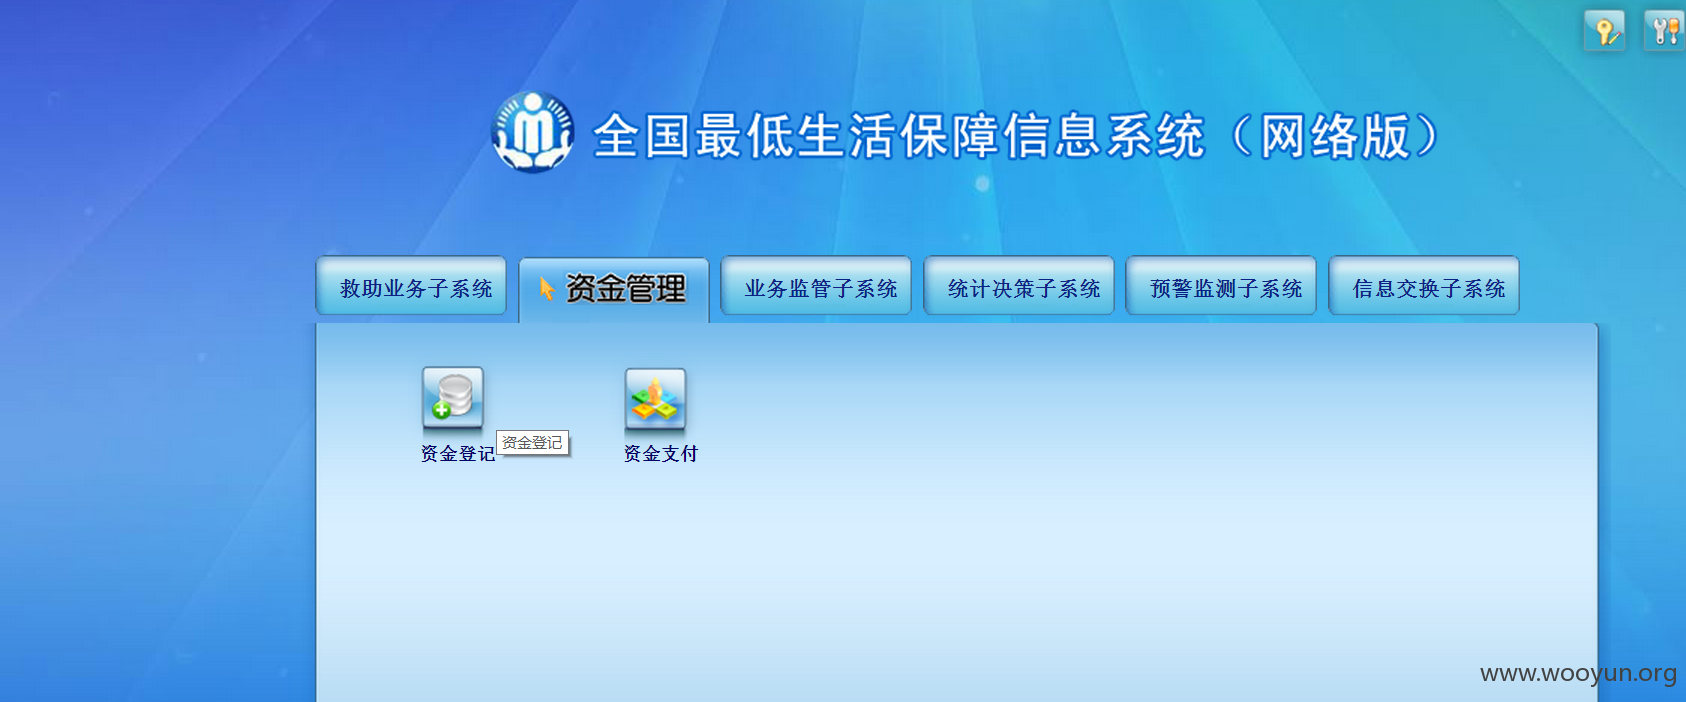 全国最低生活保障信息系统（网络版）
救助业务子系统
资金管理
业务监管子系统
统计决策子系统
预警监测子系统
信息交换子系统
资金登记
资金登记
资金支付
www.wooyun.org